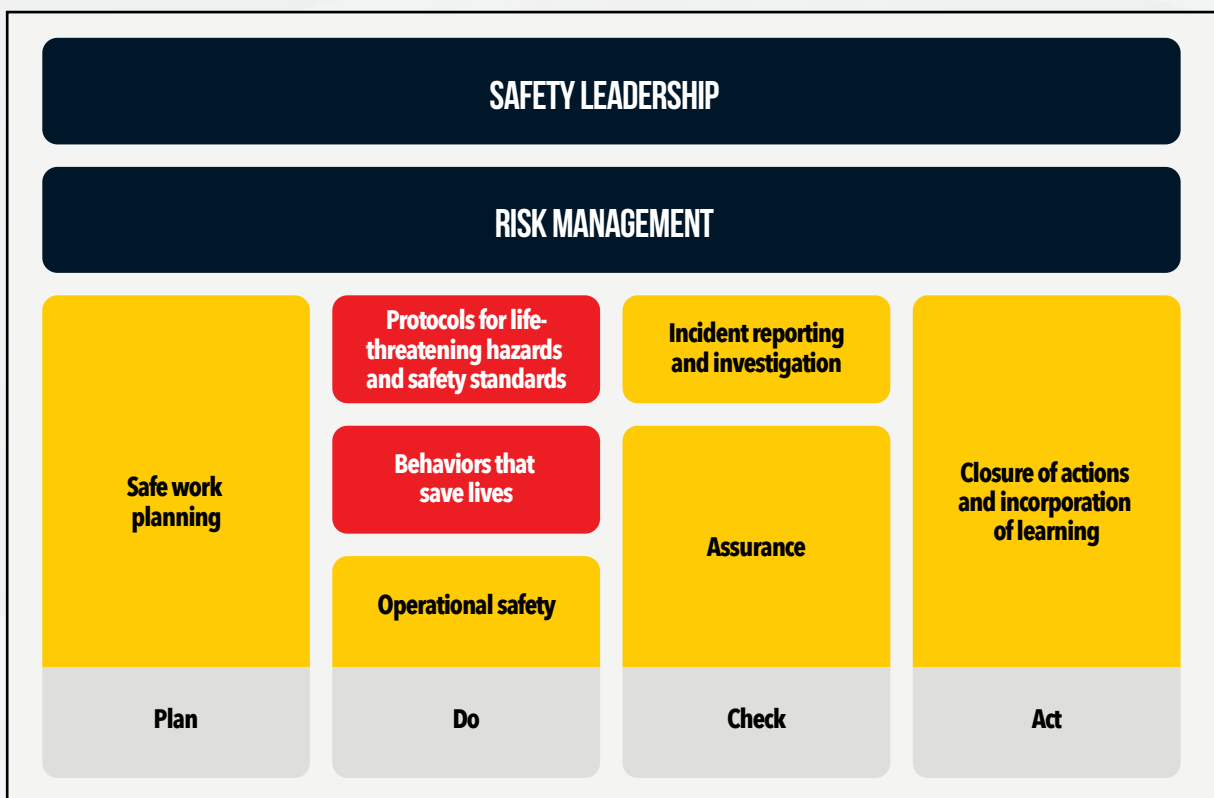 SAFETY LEADERSHIP
RISK MANAGEMENT
Safe work
planning
Plan
Protocols for life-
threatening hazards
and safety standards
Behaviors that
save lives
Operational safety
Do
Incident reporting
and investigation
Assurance
Check
Closure of actions
and incorporation
of learning
Act